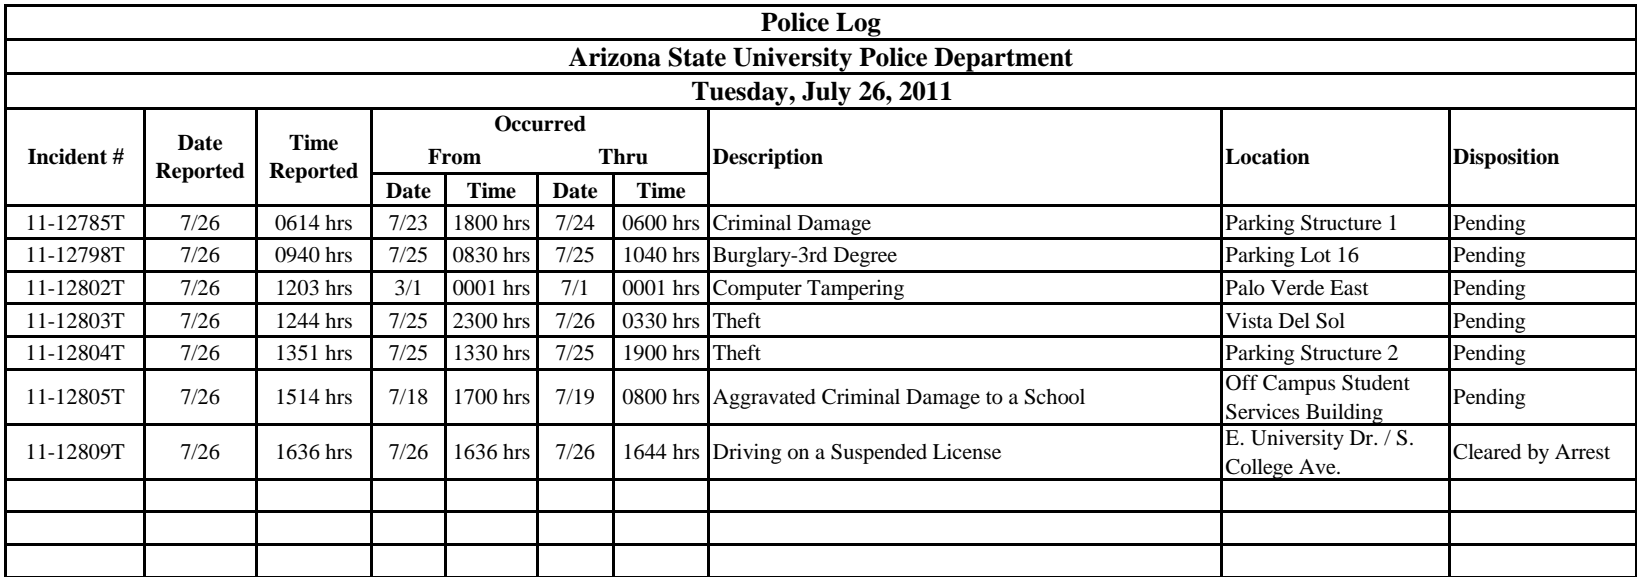 Police Log
Arizona State University Police Department
Tuesday, July 26, 2011
Incident # Date Reported Time Reported Occurred From Thru Description Location Disposition
Date Time Date Time
11-12785T 7/26 0614 hrs 7/23 1800 hrs 7/24 0600 hrs Criminal Damage Parking Structure 1 Pending
11-12798T 7/26 0940 hrs 7/25 0830 hrs 7/25 1040 hrs Burglary-3rd Degree Parking Lot 16 Pending
11-12802T 7/26 1203 hrs 3/1 0001 hrs 7/1 0001 hrs Computer Tampering Palo Verde East Pending
11-12803T 7/26 1244 hrs 7/25 2300 hrs 7/26 0330 hrs Theft Vista Del Sol Pending
11-12804T 7/26 1351 hrs 7/25 1330 hrs 7/25 1900 hrs Theft Parking Structure 2 Pending
11-12805T 7/26 1514 hrs 7/18 1700 hrs 7/19 0800 hrs Aggravated Criminal Damage to a School Off Campus Student Services Building Pending
11-12809T 7/26 1636 hrs 7/26 1636 hrs 7/26 1644 hrs Driving on a Suspended License E. University Dr. / S. College Ave. Cleared by Arrest